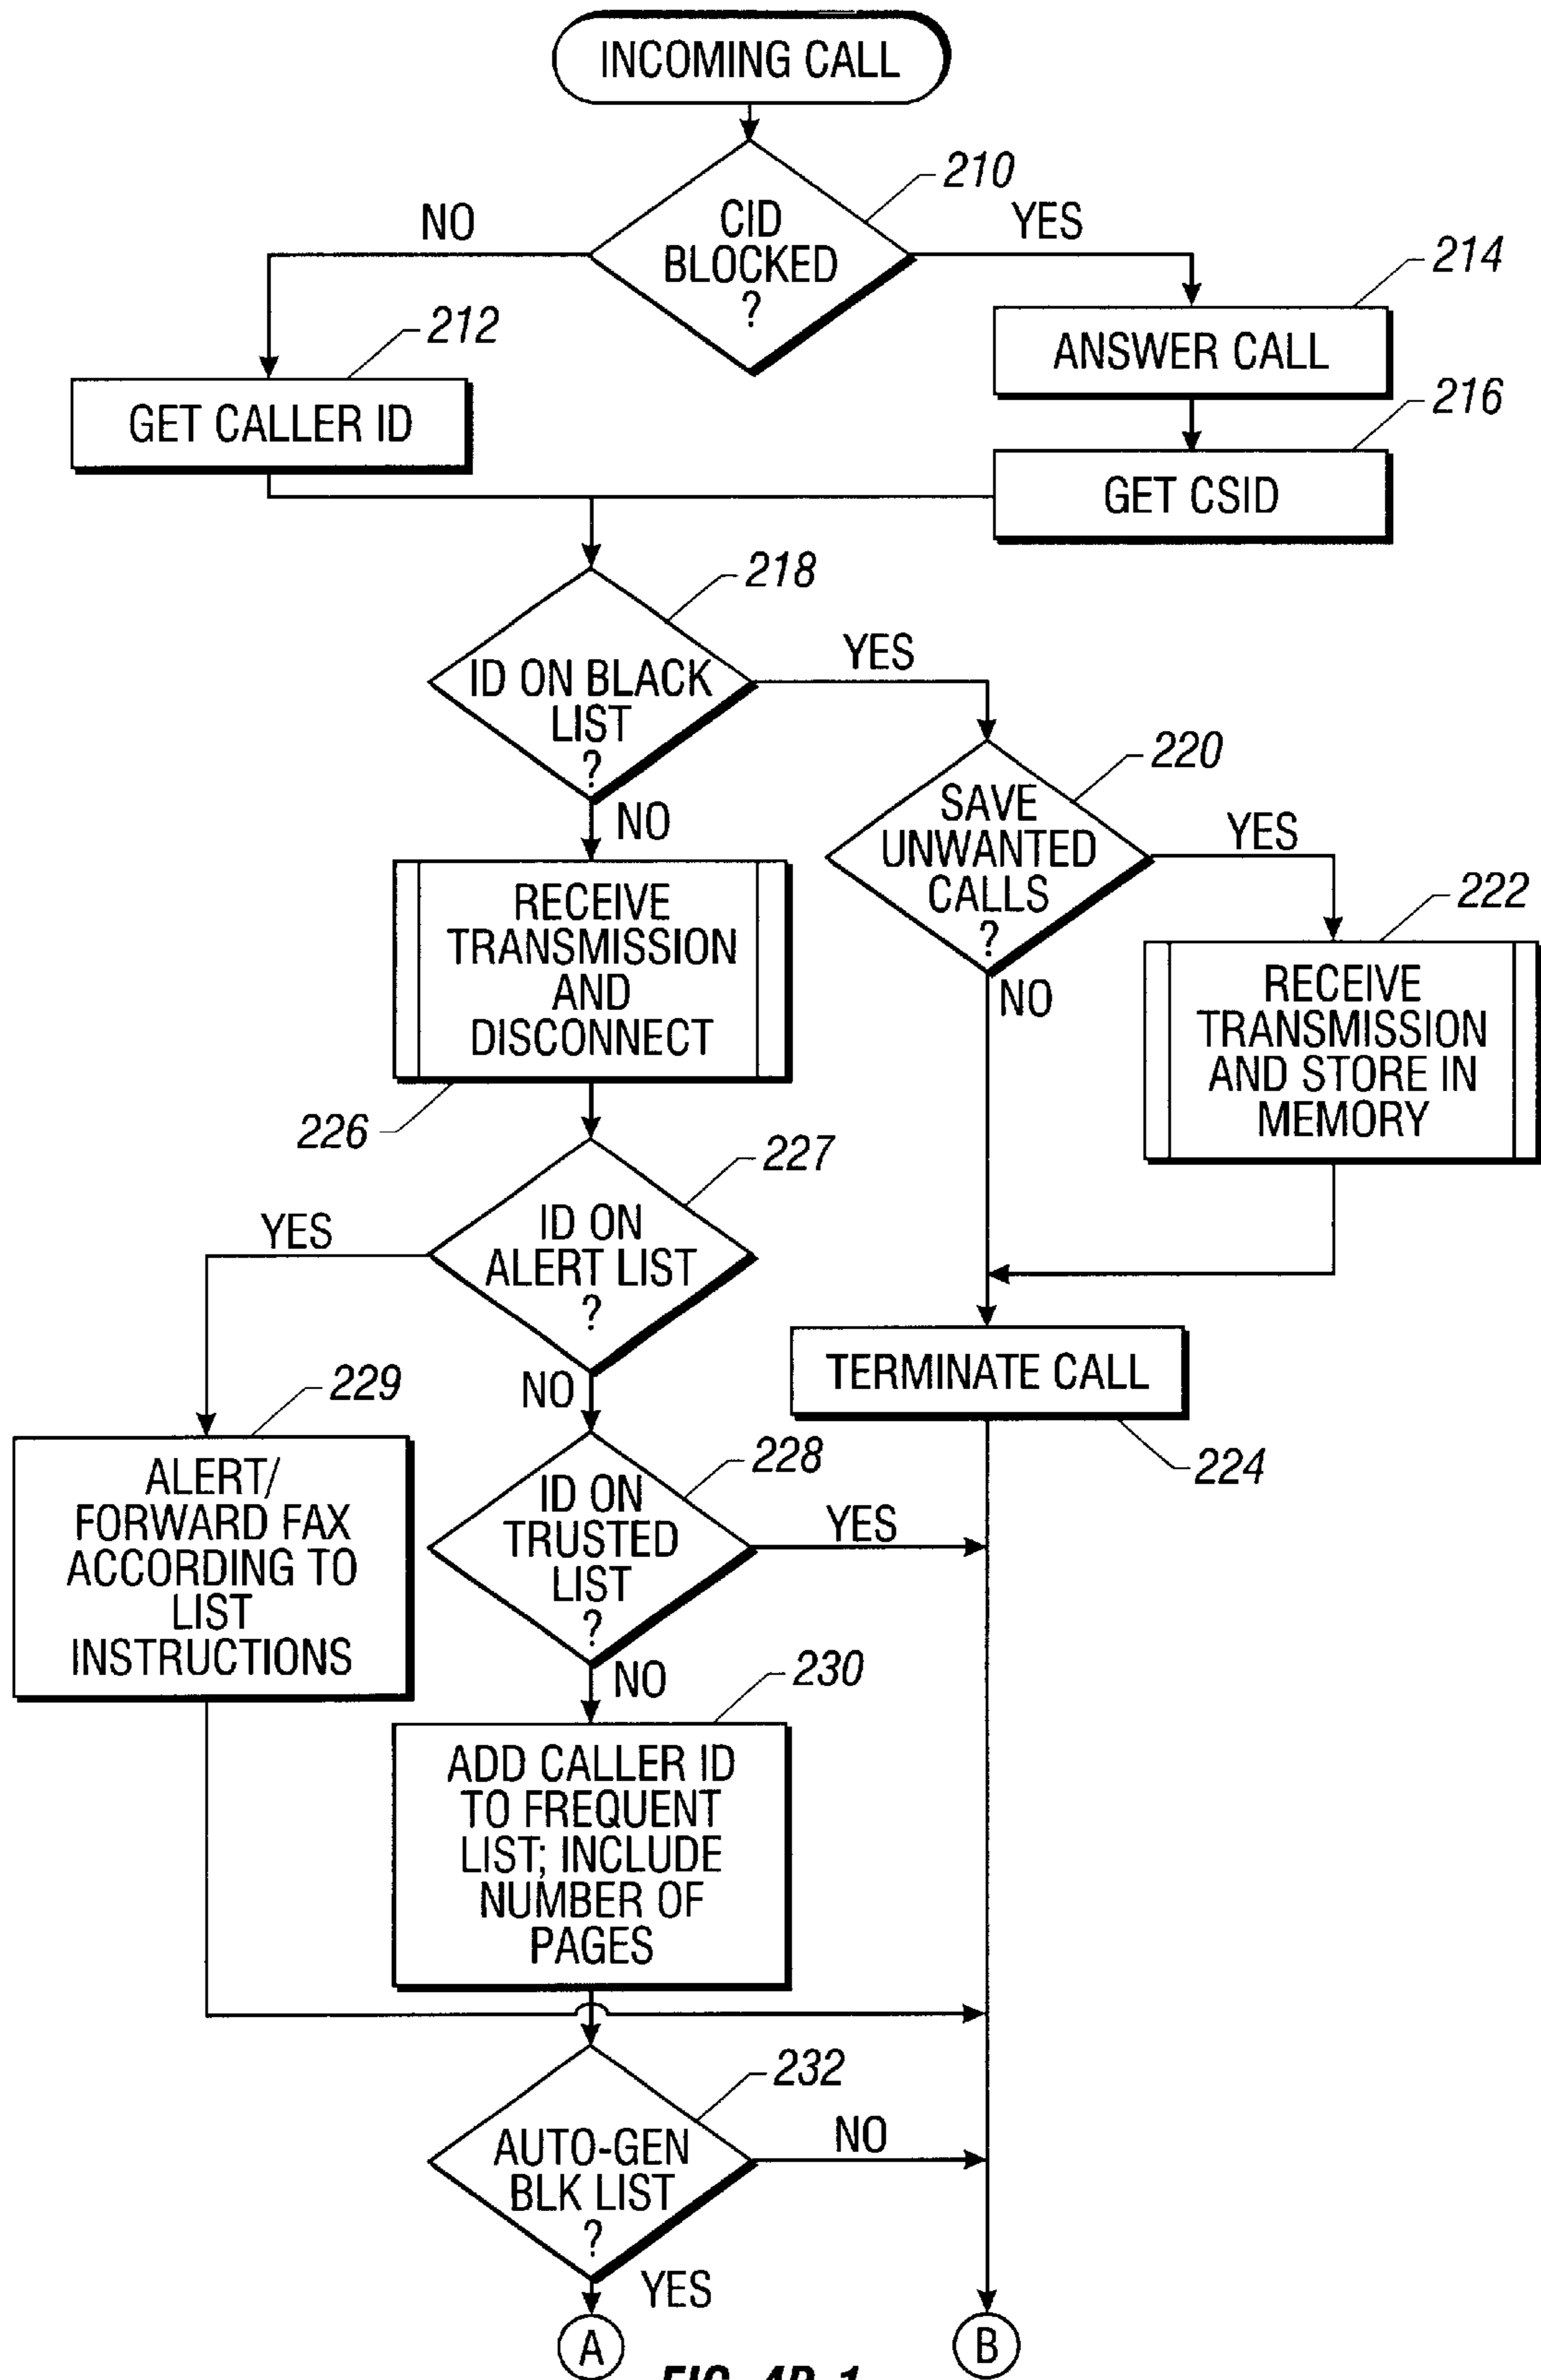 INCOMING CALL
210
CID
BLOCKED
?
NO
YES
214
212
ANSWER CALL
GET CALLER ID
216
GET CSID
218
ID ON BLACK
LIST
?
YES
NO
220
SAVE
UNWANTED
CALLS
?
YES
NO
222
RECEIVE
TRANSMISSION
AND
DISCONNECT
226
RECEIVE
TRANSMISSION
AND STORE IN
MEMORY
227
ID ON
ALERT LIST
?
YES
NO
TERMINATE CALL
224
229
ALERT/
FORWARD FAX
ACCORDING TO
LIST
INSTRUCTIONS
228
ID ON
TRUSTED
LIST
?
YES
NO
230
ADD CALLER ID
TO FREQUENT
LIST; INCLUDE
NUMBER OF
PAGES
232
AUTO-GEN
BLK LIST
?
NO
YES
A
B